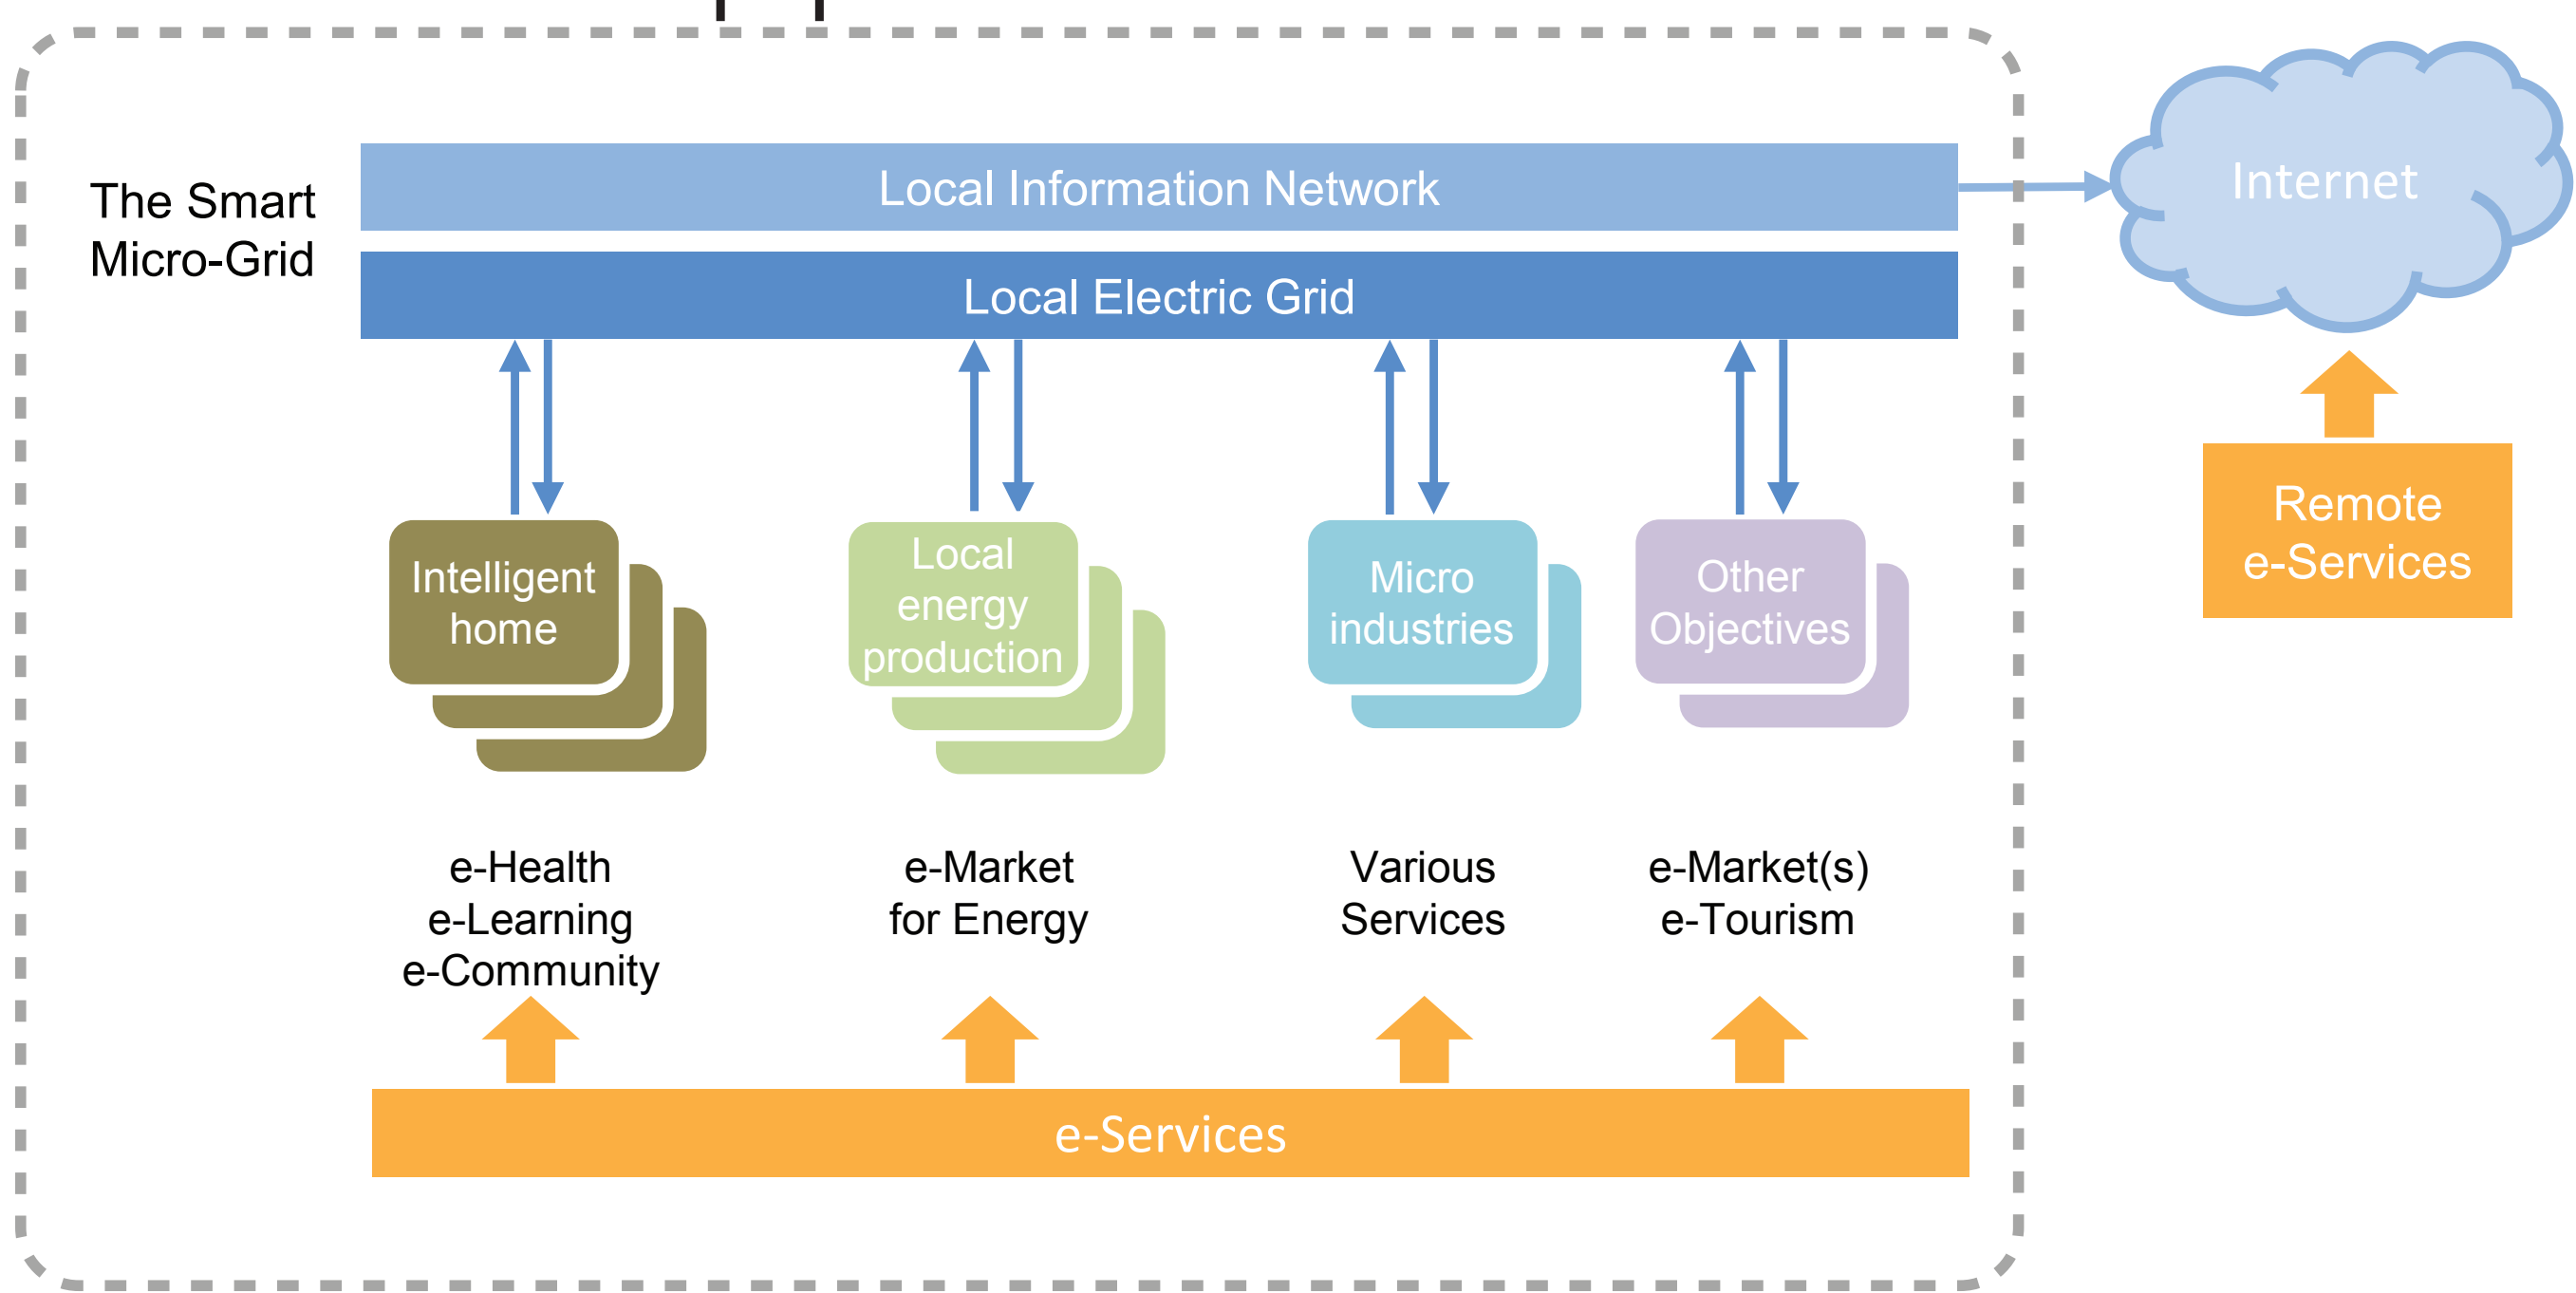 The Smart
Micro-Grid
Local Information Network
Local Electric Grid
Internet
Remote
e-Services
Intelligent
home
Local
energy
production
Micro
industries
Other
Objectives
e-Health
e-Learning
e-Community
e-Market
for Energy
Various
Services
e-Market(s)
e-Tourism
e-Services